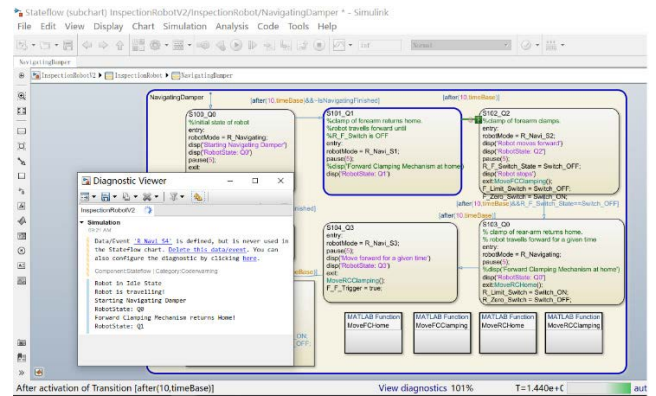 Stateflow (subchart) InspectionRobotV2/InspectionRobot/NavigatingDamper * - Simulink
File Edit View Display Chart Simulation Analysis Code Tools Help
Normal
NavigatingDamper
InspectionRobotV2 InspectionRobot NavigatingDamper
NavigatingDamper
[after(10,timeBase)&&~IsNavigatingFinished]
[after(10,timeBase)]
S100_Q0
%Initial state of robot
entry:
robotMode = R_Navigating;
disp('Starting Navigating Damper')
disp('RobotState: Q0')
pause(5);
exit:
S101_Q1
%clamp of forearm returns home.
%robot travells forward until
%R_F_Switch is OFF
entry:
robotMode = R_Navi_S1;
pause(5);
%disp('Forward Clamping Mechanism at home')
disp('RobotState: Q1')
S102_Q2
%clamp of forearm clamps.
entry:
robotMode = R_Navi_S2;
disp('Robot moves forward')
disp('RobotState: Q2')
pause(5);
R_F_Switch_State = Switch_OFF;
disp('Robot stops')
exit:MoveFCClamping();
F_Limit_Switch = Switch_OFF;
F_Zero_Switch = Switch_ON;
&&R_F_Switch_State==Switch_OFF]
[after(10,timeBase)]
S104_Q3
entry:
robotMode = R_Navi_S3;
disp('Move forward for a given time')
disp('RobotState: Q3')
exit:
MoveRCClamping();
F_F_Trigger = true;
S103_Q0
% clamp of rear-arm returns home.
% robot travells forward for a given time
entry:
robotMode = R_Navigating;
pause(5);
%disp('Forward Clamping Mechanism at home')
disp('RobotState: Q0')
exit:MoveRCHome();
R_Limit_Switch = Switch_ON;
R_Zero_Switch = Switch_OFF;
MATLAB Function
MoveFCHome
MATLAB Function
MoveFCClamping
MATLAB Function
MoveRCHome
MATLAB Function
MoveRCClamping
Diagnostic Viewer
InspectionRobotV2
Simulation
09:21 AM
Data/Event 'R_Navi_S4' is defined, but is never used in
the Stateflow chart. Delete this data/event. You can
also configure the diagnostic by clicking here.
Component:Stateflow | Category:Coder
Robot in Idle State
Robot is travelling!
Starting Navigating Damper
RobotState: Q0
Forward Clamping Mechanism returns Home!
RobotState: Q1
After activation of Transition [after(10,timeBase)]
View diagnostics 101%
T=1.440e+0
aut